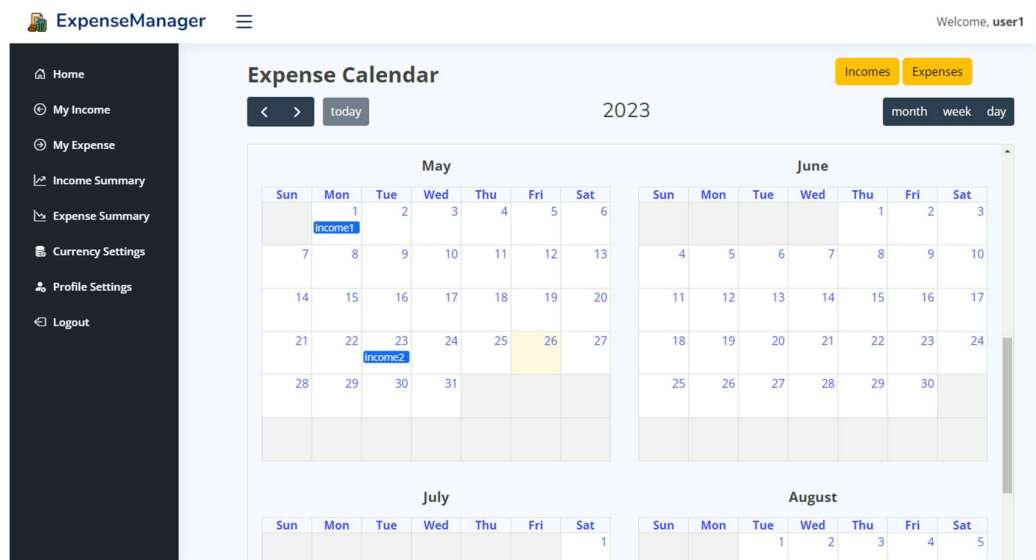 ExpenseManager
Welcome, user1
Home
My Income
My Expense
Income Summary
Expense Summary
Currency Settings
Profile Settings
Logout
Expense Calendar
Incomes Expenses
today
2023
month week day
May
Sun Mon Tue Wed Thu Fri Sat
1 2 3 4 5 6
income1
7 8 9 10 11 12 13
14 15 16 17 18 19 20
21 22 23 24 25 26 27
income2
28 29 30 31
June
Sun Mon Tue Wed Thu Fri Sat
1 2 3
4 5 6 7 8 9 10
11 12 13 14 15 16 17
18 19 20 21 22 23 24
25 26 27 28 29 30
July
Sun Mon Tue Wed Thu Fri Sat
1
August
Sun Mon Tue Wed Thu Fri Sat
1 2 3 4 5